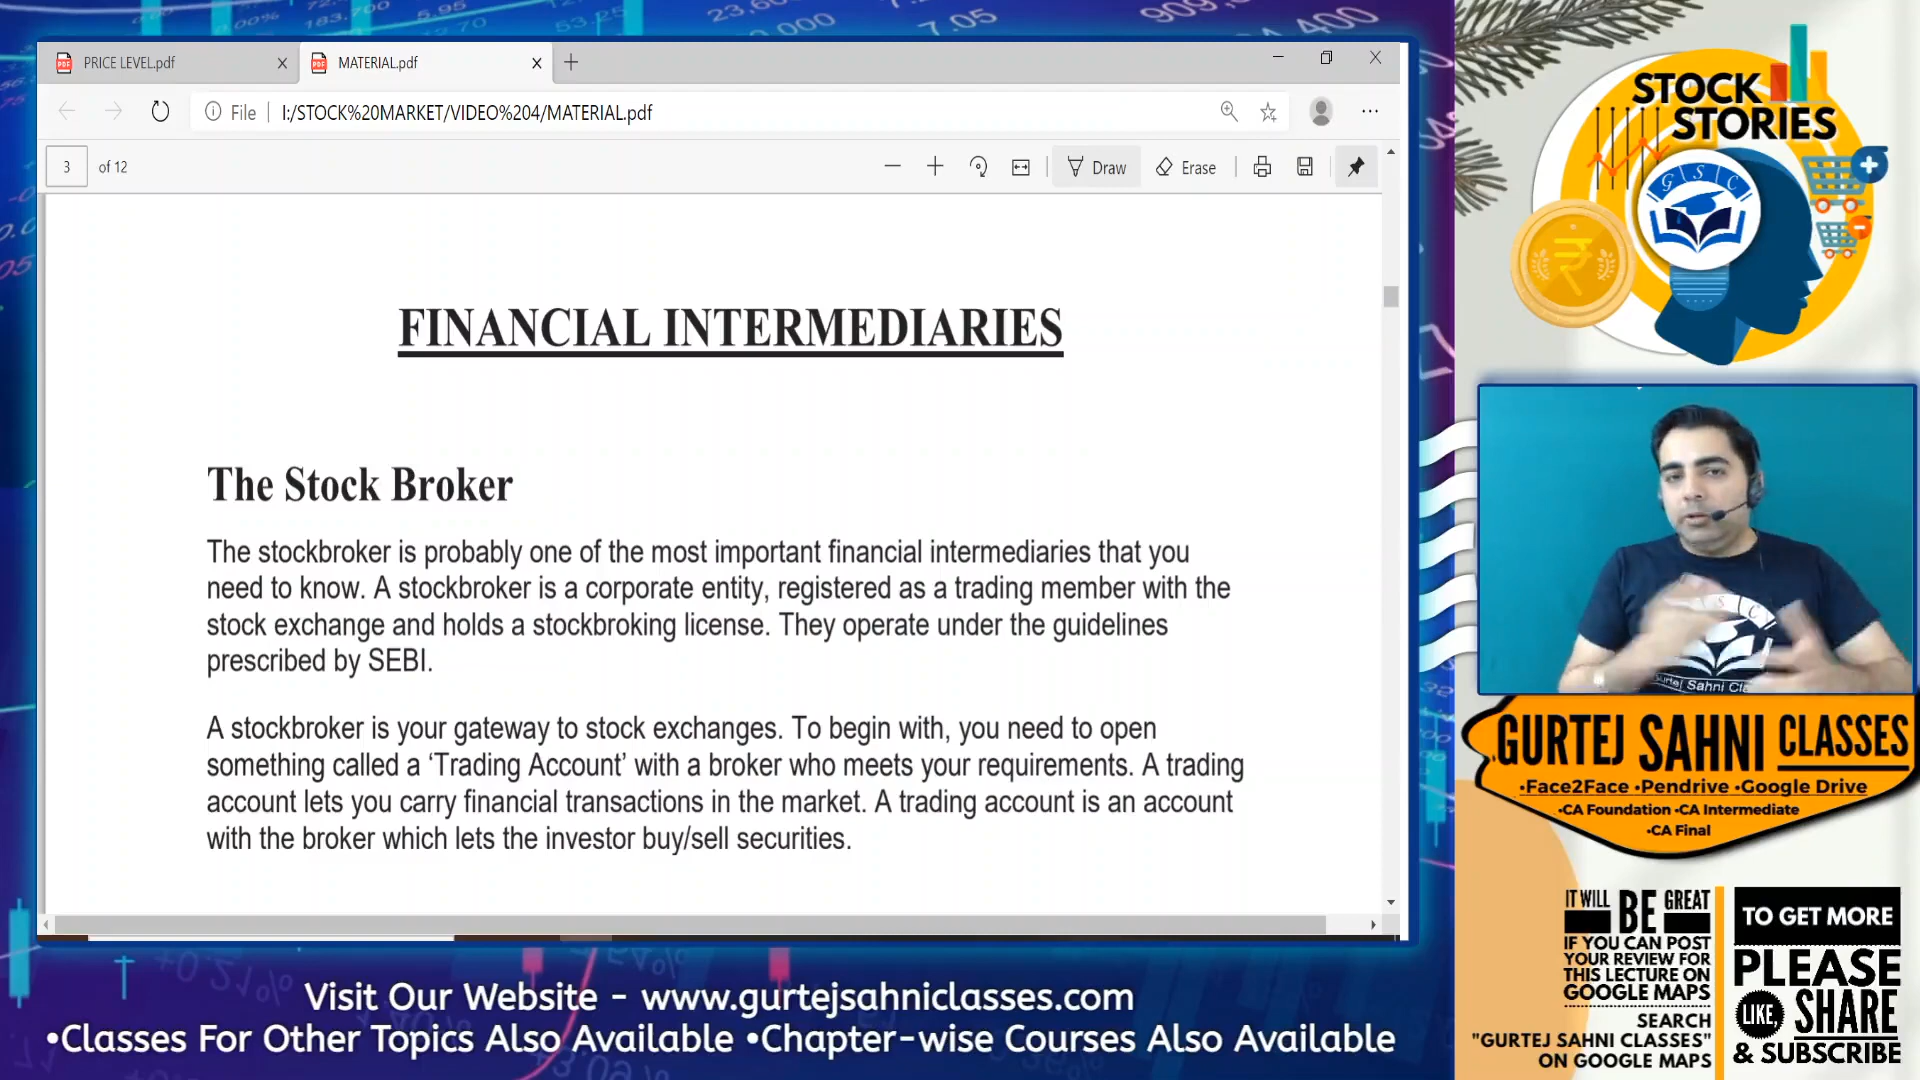 PRICE LEVEL.pdf
MATERIAL.pdf
File
I:/STOCK%20MARKET/VIDEO%204/MATERIAL.pdf
3 of 12
Draw
Erase
FINANCIAL INTERMEDIARIES
The Stock Broker
The stockbroker is probably one of the most important financial intermediaries that you
need to know. A stockbroker is a corporate entity, registered as a trading member with the
stock exchange and holds a stockbroking license. They operate under the guidelines
prescribed by SEBI.
A stockbroker is your gateway to stock exchanges. To begin with, you need to open
something called a ‘Trading Account’ with a broker who meets your requirements. A trading
account lets you carry financial transactions in the market. A trading account is an account
with the broker which lets the investor buy/sell securities.
STOCK
STORIES
GSC
₹
GURTEJ SAHNI CLASSES
•Face2Face •Pendrive •Google Drive
•CA Foundation •CA Intermediate
•CA Final
IT WILL BE GREAT
IF YOU CAN POST
YOUR REVIEW FOR
THIS LECTURE ON
GOOGLE MAPS
SEARCH
"GURTEJ SAHNI CLASSES"
ON GOOGLE MAPS
TO GET MORE
PLEASE
LIKE, SHARE
& SUBSCRIBE
Visit Our Website - www.gurtejsahniclasses.com
•Classes For Other Topics Also Available •Chapter-wise Courses Also Available